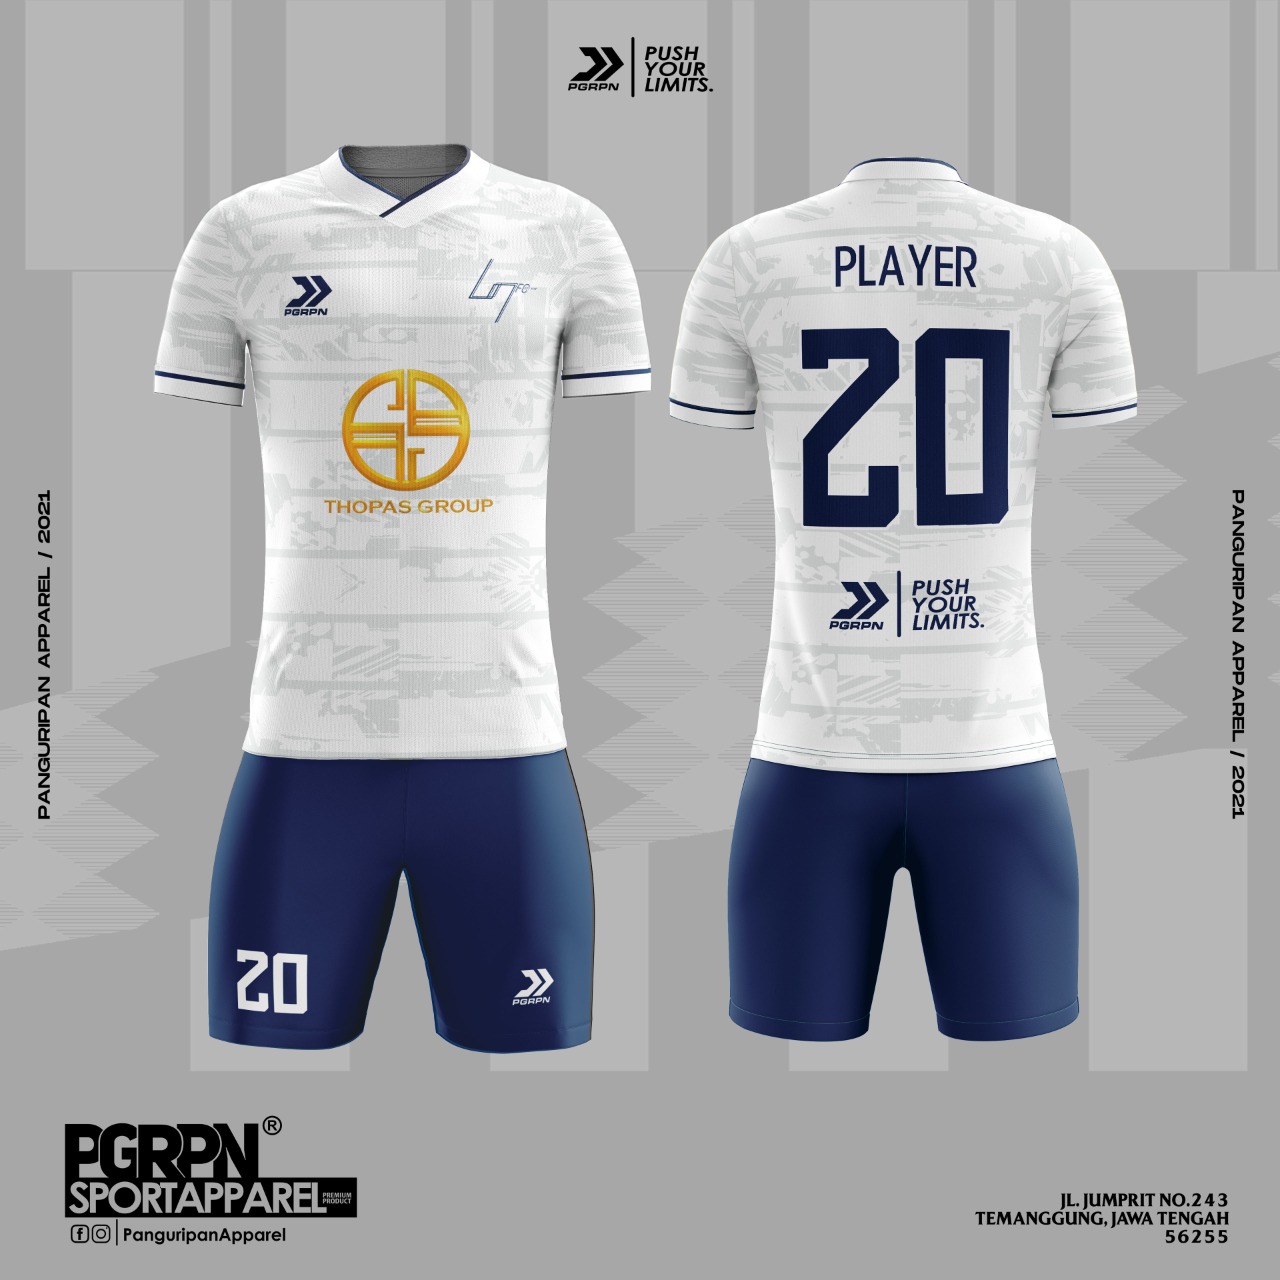 PGRPN
PUSH
YOUR
LIMITS.
PGRPN
THOPAS GROUP
PLAYER
20
PGRPN
PUSH
YOUR
LIMITS.
20
PGRPN
PANGURIPAN APPAREL / 2021
PANGURIPAN APPAREL / 2021
PGRPN®
SPORTAPPAREL
PREMIUM
PRODUCT
PanguripanApparel
JL. JUMPRIT NO.243
TEMANGGUNG, JAWA TENGAH
56255